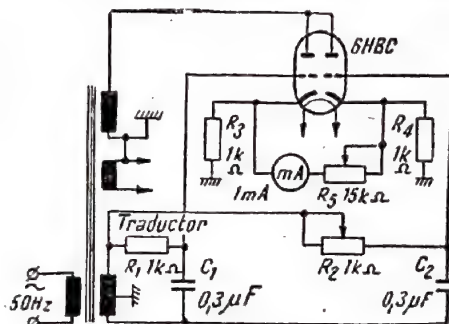 6НВС
R3
1k
Ω
R4
1k
Ω
mA
1mA
R5 15kΩ
Traductor
R1 1kΩ
C1
0,3µF
R2 1kΩ
C2
0,3µF
~
50Hz